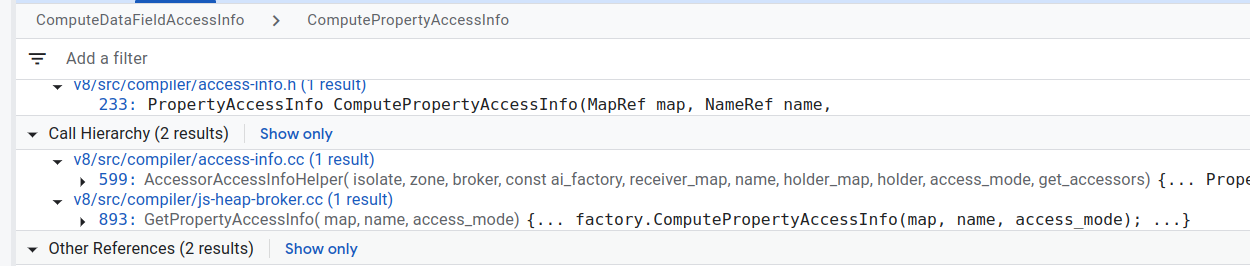 ComputeDataFieldAccessInfo > ComputePropertyAccessInfo
Add a filter
v8/src/compiler/access-info.h (1 result)
233: PropertyAccessInfo ComputePropertyAccessInfo(MapRef map, NameRef name,
Call Hierarchy (2 results) Show only
v8/src/compiler/access-info.cc (1 result)
599: AccessorAccessInfoHelper( isolate, zone, broker, const ai_factory, receiver_map, name, holder_map, holder, access_mode, get_accessors) {... Prope
v8/src/compiler/js-heap-broker.cc (1 result)
893: GetPropertyAccessInfo( map, name, access_mode) {... factory.ComputePropertyAccessInfo(map, name, access_mode); ...}
Other References (2 results) Show only